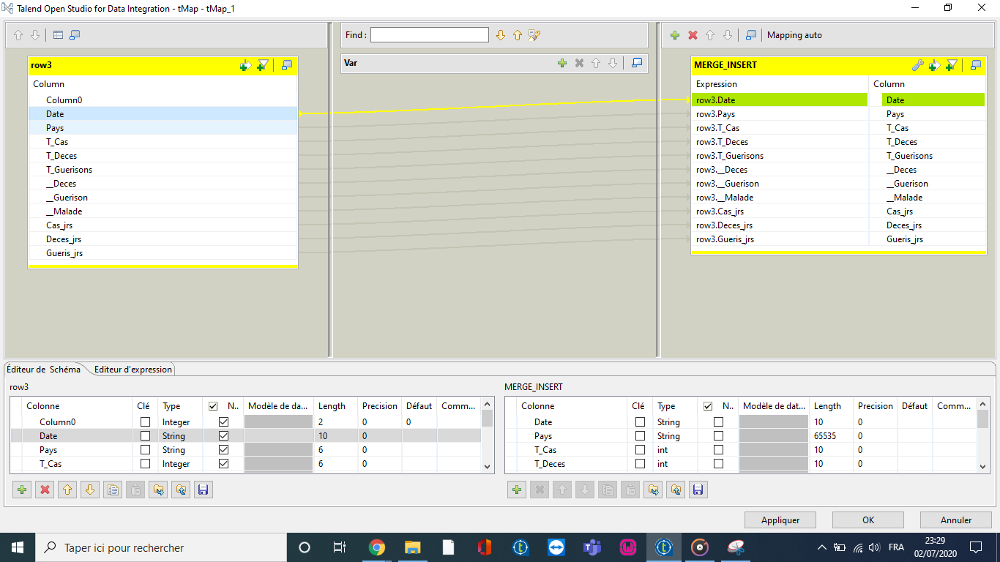 Talend Open Studio for Data Integration - tMap - tMap_1
Find :
Mapping auto
row3
Column
Column0
Date
Pays
T_Cas
T_Deces
T_Guerisons
__Deces
__Guerison
__Malade
Cas_jrs
Deces_jrs
Gueris_jrs
Var
MERGE_INSERT
Expression Column
row3.Date Date
row3.Pays Pays
row3.T_Cas T_Cas
row3.T_Deces T_Deces
row3.T_Guerisons T_Guerisons
row3.__Deces __Deces
row3.__Guerison __Guerison
row3.__Malade __Malade
row3.Cas_jrs Cas_jrs
row3.Deces_jrs Deces_jrs
row3.Gueris_jrs Gueris_jrs
Éditeur de Schéma Editeur d'expression
row3
Colonne Clé Type N.. Modèle de da... Length Precision Défaut Comm...
Column0 Integer 2 0 0
Date String 10 0
Pays String 6 0
T_Cas Integer 6 0
MERGE_INSERT
Colonne Clé Type N.. Modèle de dat... Length Precision Défaut Comm...
Date String 10 0
Pays String 65535 0
T_Cas int 10 0
T_Deces int 10 0
Appliquer OK Annuler
Taper ici pour rechercher
FRA
23:29
02/07/2020